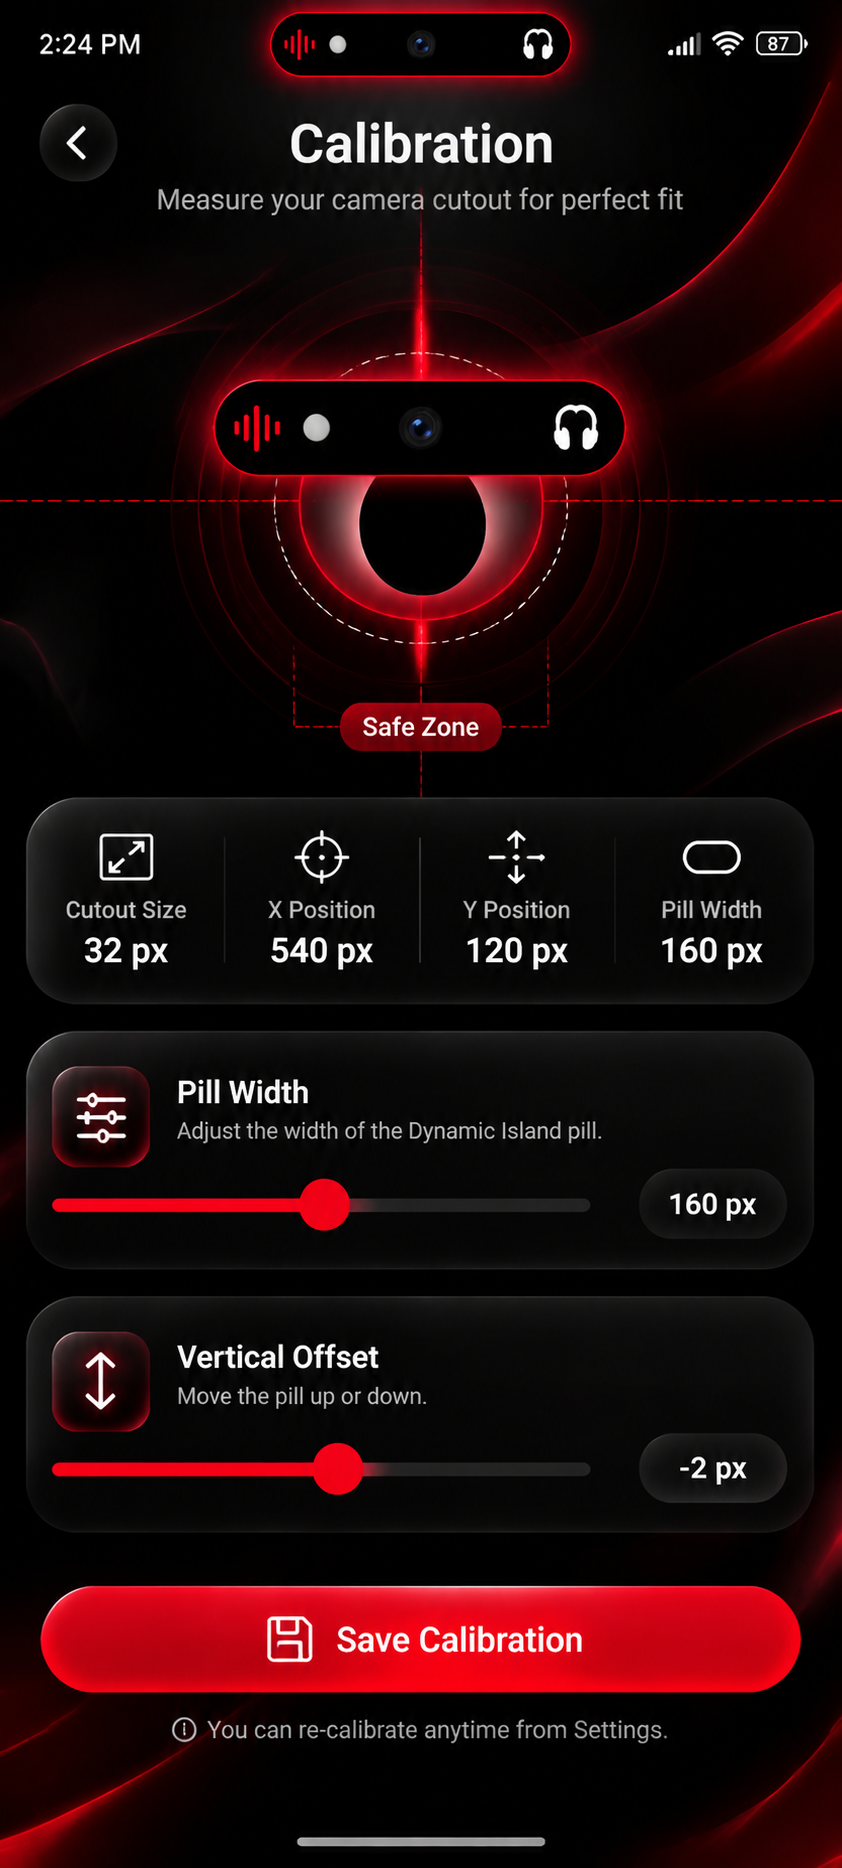 2:24 PM
87
Calibration
Measure your camera cutout for perfect fit
Safe Zone
Cutout Size
32 px
X Position
540 px
Y Position
120 px
Pill Width
160 px
Pill Width
Adjust the width of the Dynamic Island pill.
160 px
Vertical Offset
Move the pill up or down.
-2 px
Save Calibration
You can re-calibrate anytime from Settings.